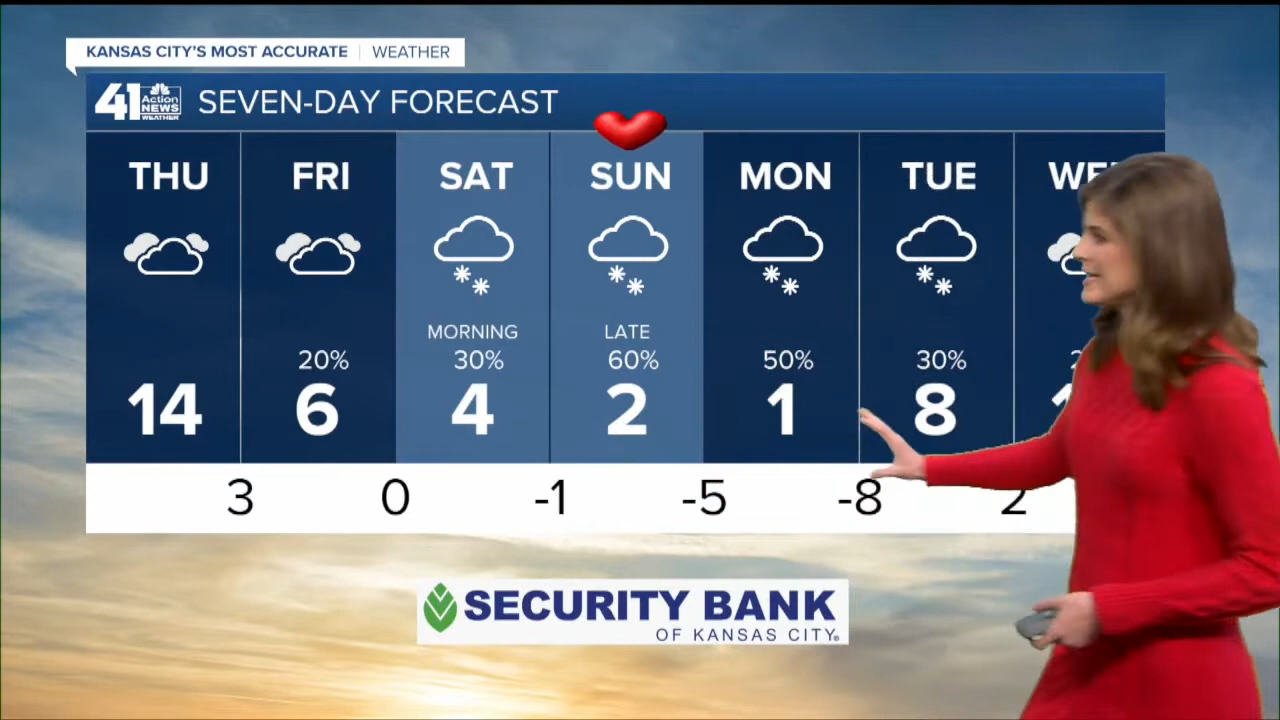 KANSAS CITY'S MOST ACCURATE | WEATHER
41 Action NEWS WEATHER SEVEN-DAY FORECAST
THU FRI SAT SUN MON TUE
MORNING LATE
20% 30% 60% 50% 30%
14 6 4 2 1 8
3 0 -1 -5 -8 2
SECURITY BANK
OF KANSAS CITY